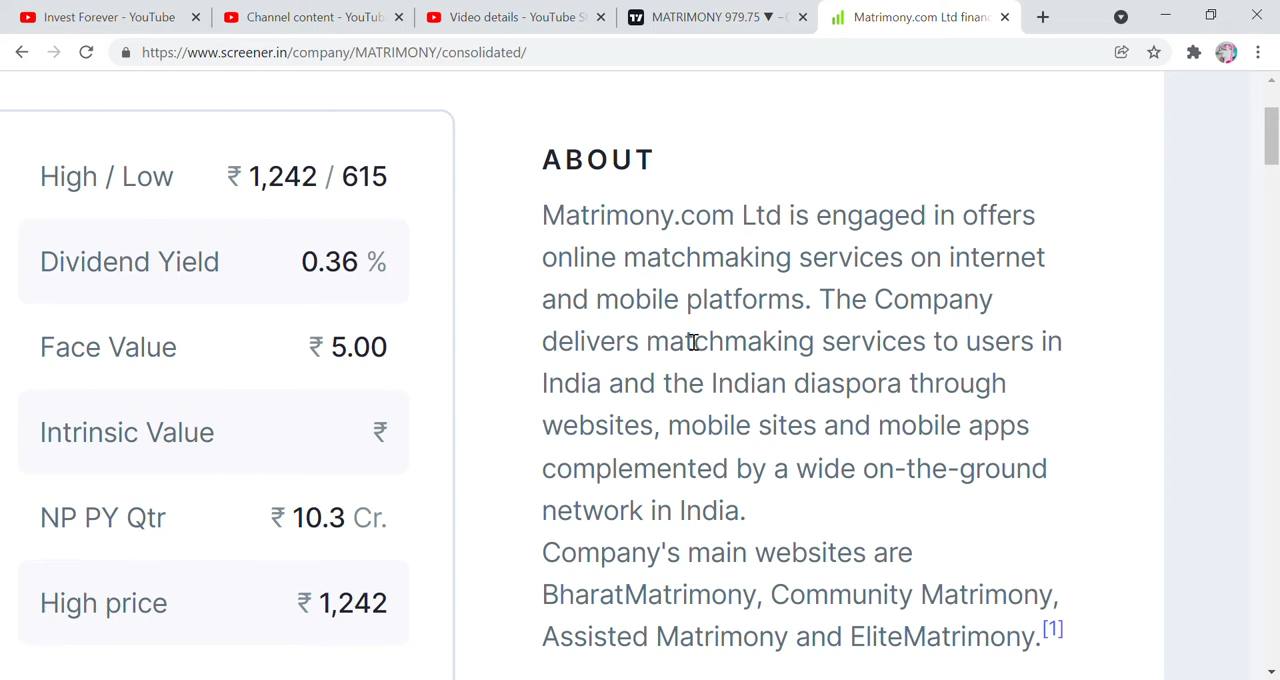 Invest Forever - YouTube
Channel content - YouTub
Video details - YouTube S
MATRIMONY 979.75 ▼ −
Matrimony.com Ltd financ
https://www.screener.in/company/MATRIMONY/consolidated/
High / Low ₹ 1,242 / 615
Dividend Yield 0.36 %
Face Value ₹ 5.00
Intrinsic Value ₹
NP PY Qtr ₹ 10.3 Cr.
High price ₹ 1,242
ABOUT
Matrimony.com Ltd is engaged in offers
online matchmaking services on internet
and mobile platforms. The Company
delivers matchmaking services to users in
India and the Indian diaspora through
websites, mobile sites and mobile apps
complemented by a wide on-the-ground
network in India.
Company's main websites are
BharatMatrimony, Community Matrimony,
Assisted Matrimony and EliteMatrimony.[1]